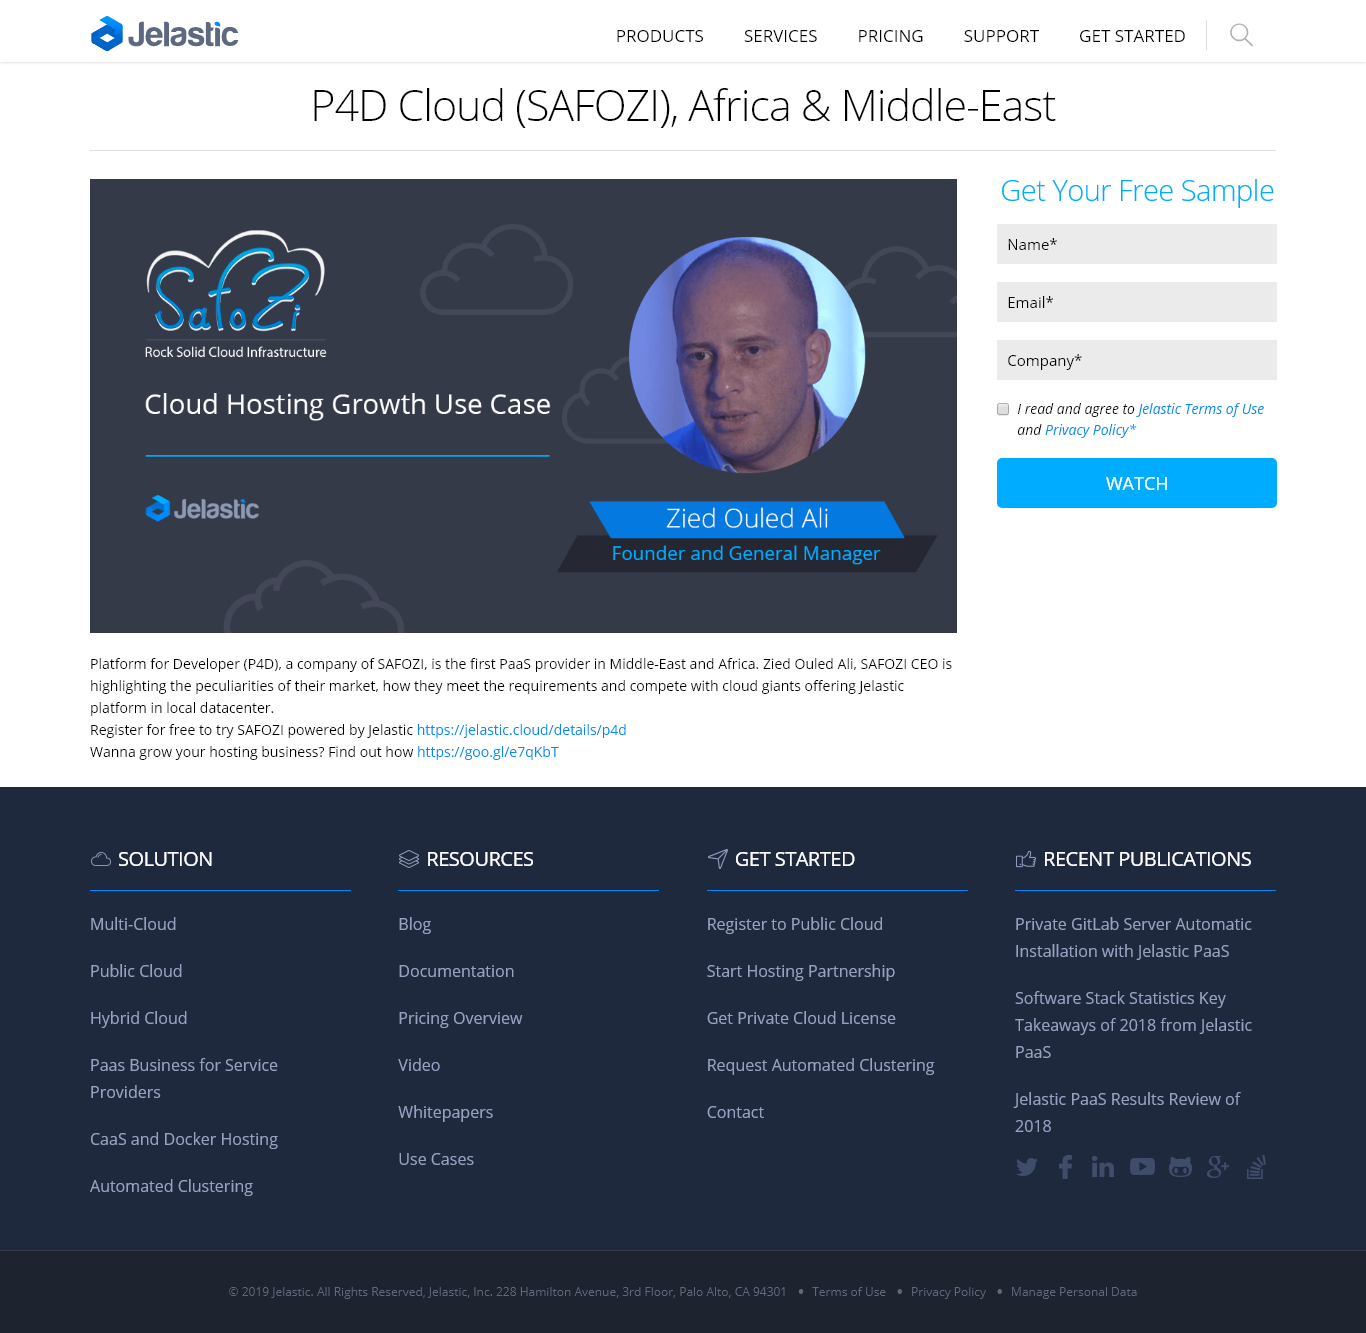 Jelastic
PRODUCTS
SERVICES
PRICING
SUPPORT
GET STARTED
P4D Cloud (SAFOZI), Africa & Middle-East
SafoZi
Rock Solid Cloud Infrastructure
Cloud Hosting Growth Use Case
Jelastic
Zied Ouled Ali
Founder and General Manager
Get Your Free Sample
Name*
Email*
Company*
I read and agree to Jelastic Terms of Use
and Privacy Policy*
WATCH
Platform for Developer (P4D), a company of SAFOZI, is the first PaaS provider in Middle-East and Africa. Zied Ouled Ali, SAFOZI CEO is
highlighting the peculiarities of their market, how they meet the requirements and compete with cloud giants offering Jelastic
platform in local datacenter.
Register for free to try SAFOZI powered by Jelastic https://jelastic.cloud/details/p4d
Wanna grow your hosting business? Find out how https://goo.gl/e7qKbT
SOLUTION
Multi-Cloud
Public Cloud
Hybrid Cloud
Paas Business for Service
Providers
CaaS and Docker Hosting
Automated Clustering
RESOURCES
Blog
Documentation
Pricing Overview
Video
Whitepapers
Use Cases
GET STARTED
Register to Public Cloud
Start Hosting Partnership
Get Private Cloud License
Request Automated Clustering
Contact
RECENT PUBLICATIONS
Private GitLab Server Automatic
Installation with Jelastic PaaS
Software Stack Statistics Key
Takeaways of 2018 from Jelastic
PaaS
Jelastic PaaS Results Review of
2018
© 2019 Jelastic. All Rights Reserved, Jelastic, Inc. 228 Hamilton Avenue, 3rd Floor, Palo Alto, CA 94301 • Terms of Use • Privacy Policy • Manage Personal Data